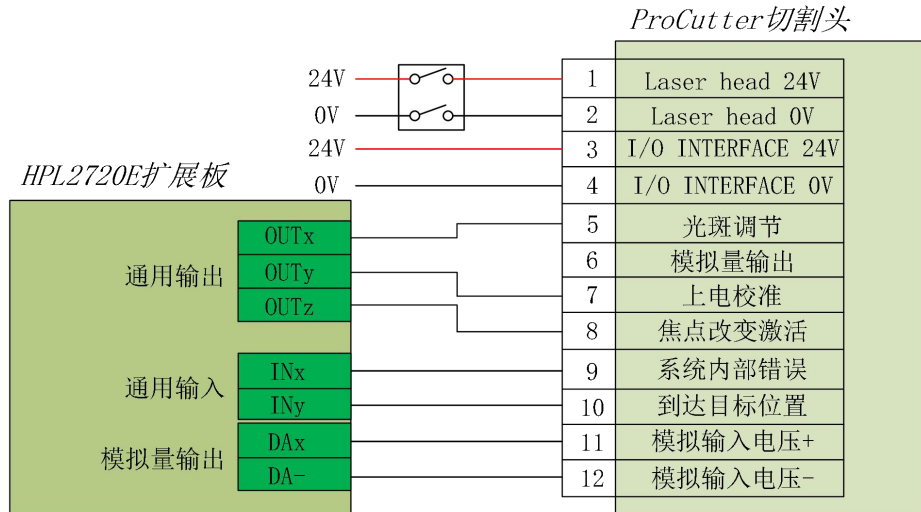 ProCutter切割头
24V 1 Laser head 24V
0V 2 Laser head 0V
24V 3 I/O INTERFACE 24V
HPL2720E扩展板
0V 4 I/O INTERFACE 0V
通用输出
OUTx 5 光斑调节
6 模拟量输出
OUTy 7 上电校准
OUTz 8 焦点改变激活
通用输入
INx 9 系统内部错误
INy 10 到达目标位置
模拟量输出
DAx 11 模拟输入电压+
DA- 12 模拟输入电压-